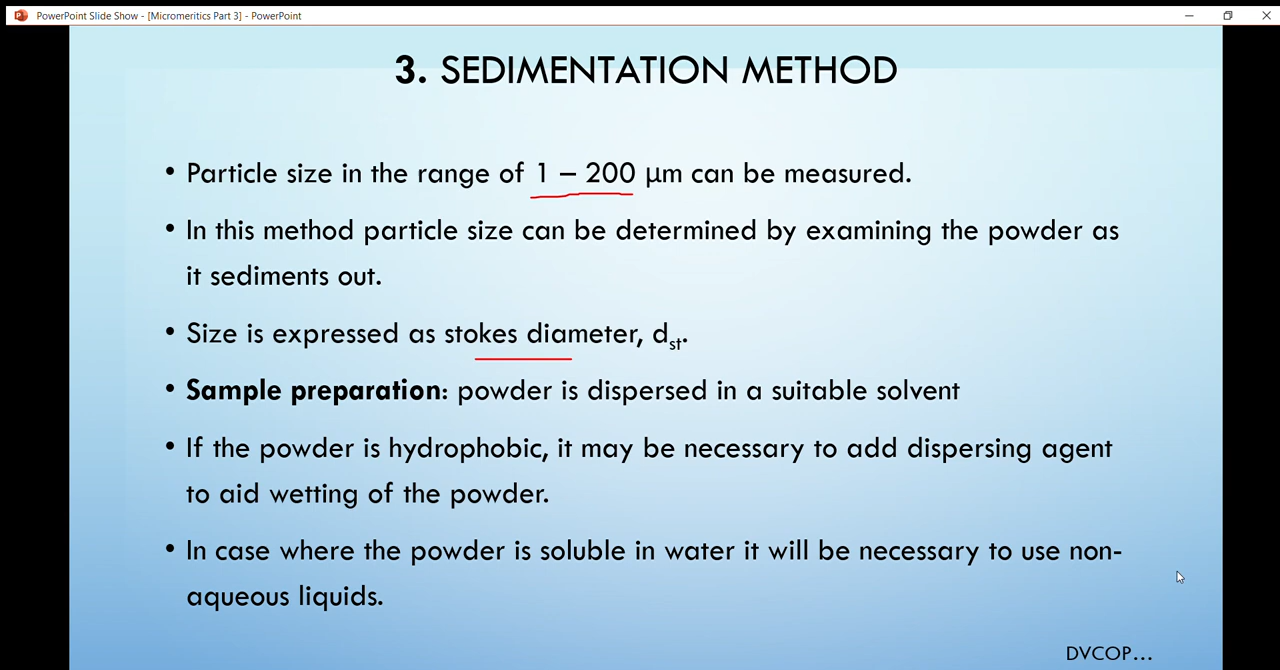 PowerPoint Slide Show - [Micromeritics Part 3] - PowerPoint
3. SEDIMENTATION METHOD
• Particle size in the range of 1 – 200 µm can be measured.
• In this method particle size can be determined by examining the powder as
it sediments out.
• Size is expressed as stokes diameter, dst.
• Sample preparation: powder is dispersed in a suitable solvent
• If the powder is hydrophobic, it may be necessary to add dispersing agent
to aid wetting of the powder.
• In case where the powder is soluble in water it will be necessary to use non-
aqueous liquids.
DVCOP...